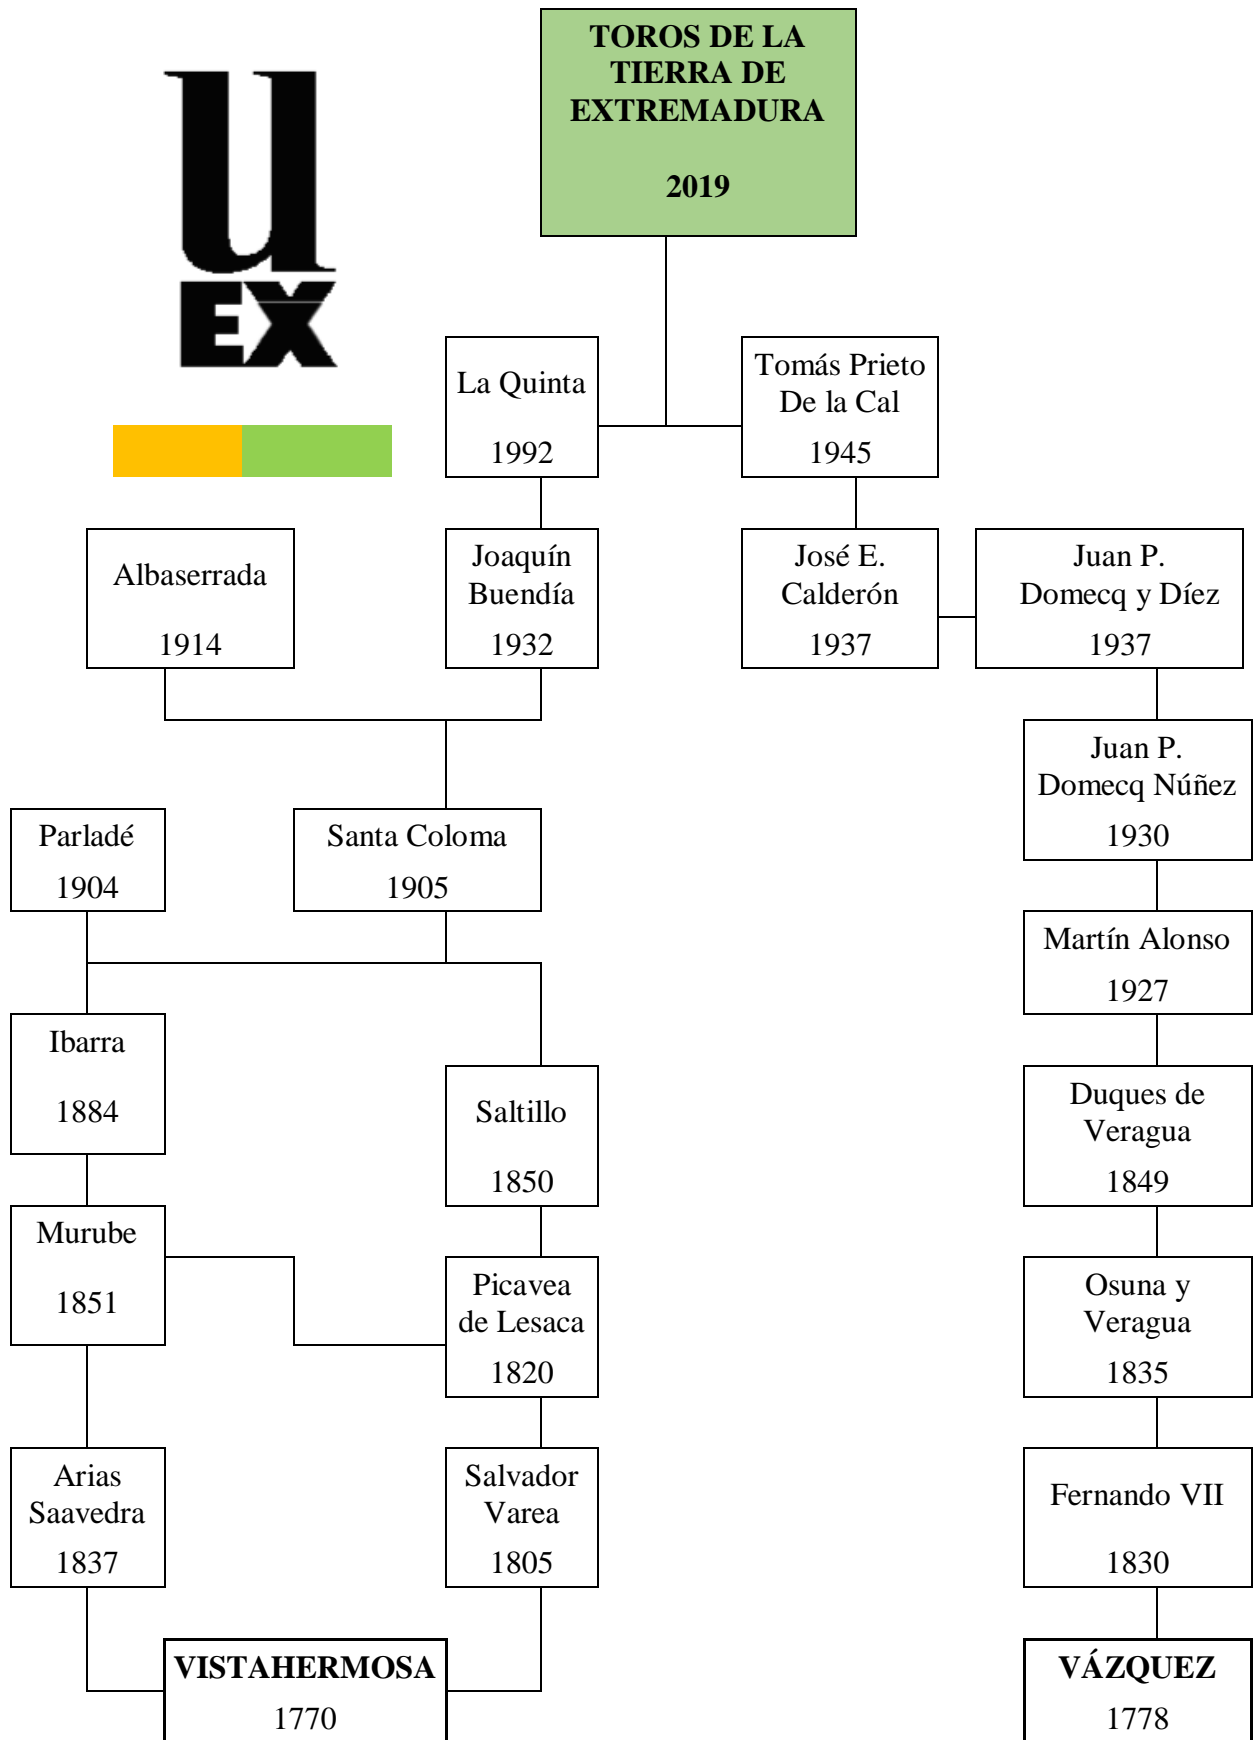 TOROS DE LA
TIERRA DE
EXTREMADURA
2019
u
EX
La Quinta
1992
Tomás Prieto
De la Cal
1945
Albaserrada
1914
Joaquín
Buendía
1932
José E.
Calderón
1937
Juan P.
Domecq y Díez
1937
Juan P.
Domecq Núñez
1930
Parladé
1904
Santa Coloma
1905
Martín Alonso
1927
Ibarra
1884
Saltillo
1850
Duques de
Veragua
1849
Murube
1851
Picavea
de Lesaca
1820
Osuna y
Veragua
1835
Arias
Saavedra
1837
Salvador
Varea
1805
Fernando VII
1830
VISTAHERMOSA
1770
VÁZQUEZ
1778